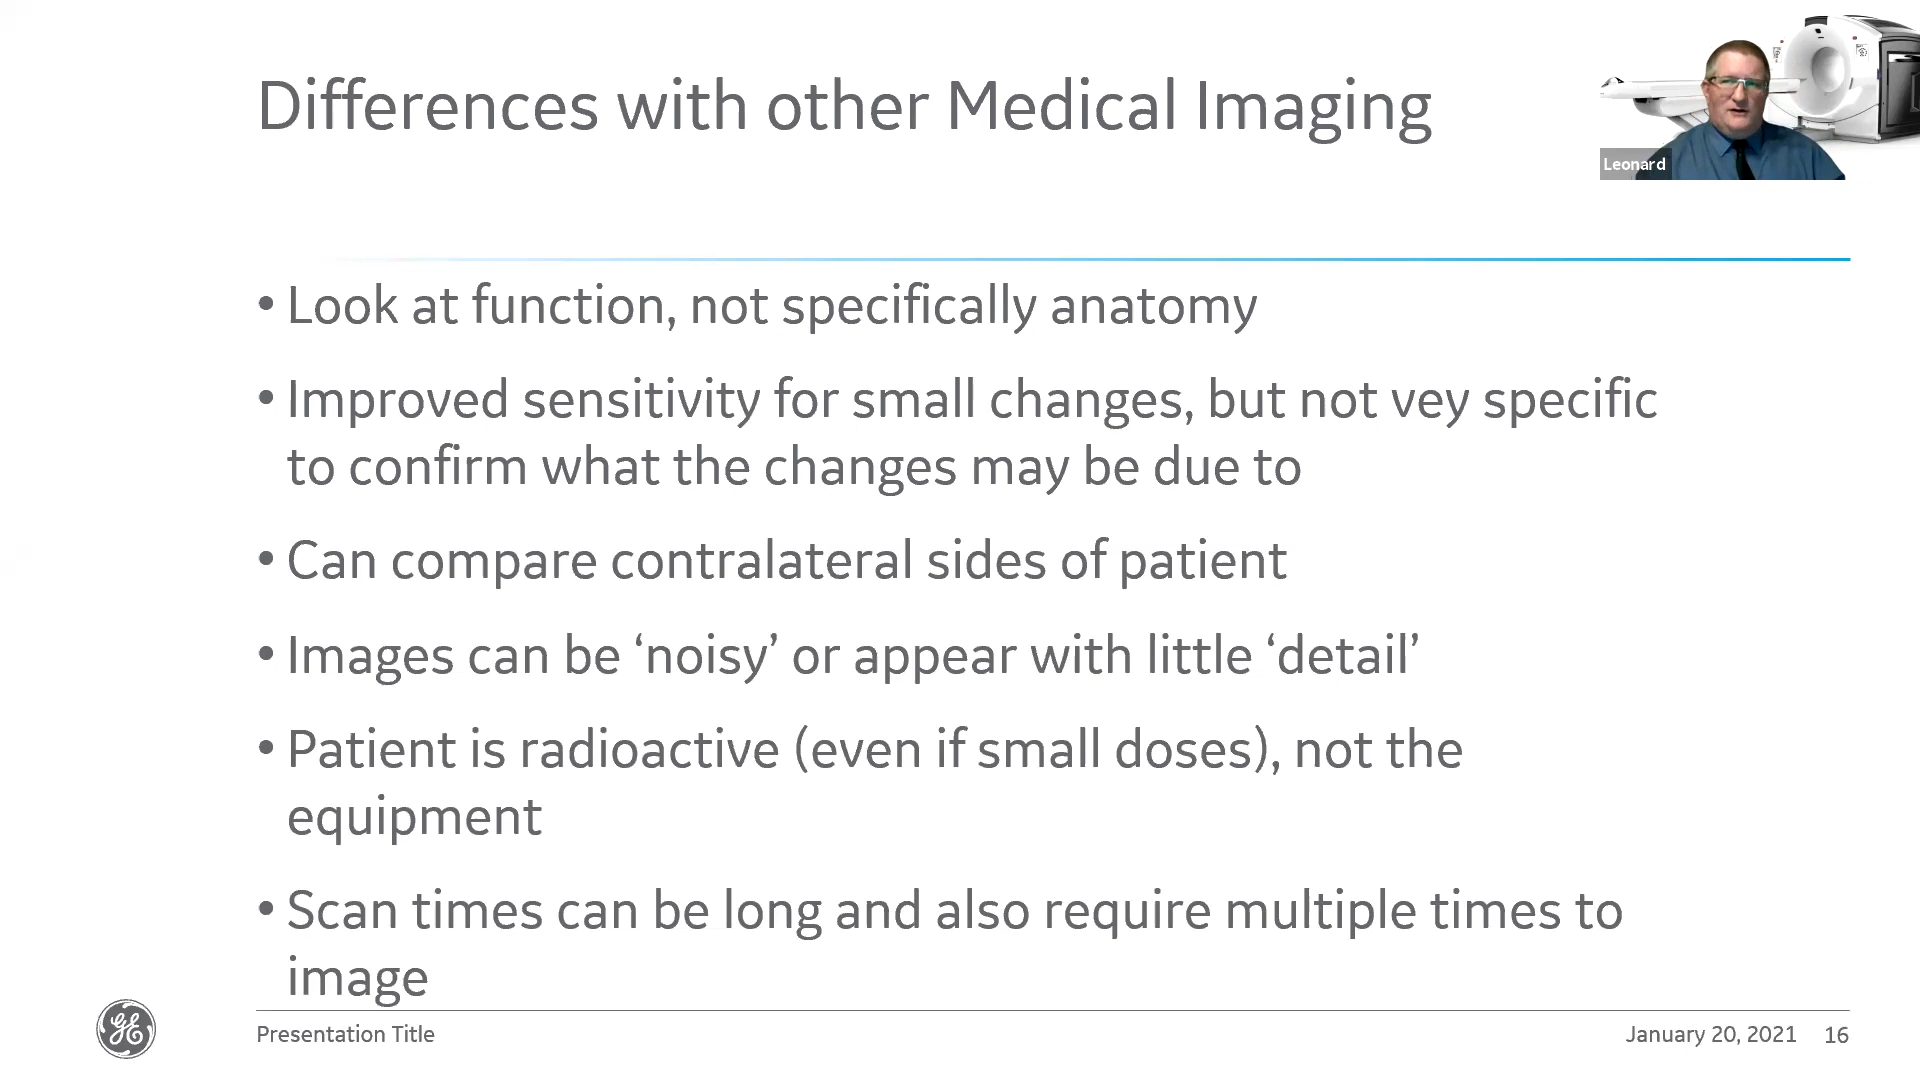 Differences with other Medical Imaging
Leonard
• Look at function, not specifically anatomy
• Improved sensitivity for small changes, but not vey specific
to confirm what the changes may be due to
• Can compare contralateral sides of patient
• Images can be ‘noisy’ or appear with little ‘detail’
• Patient is radioactive (even if small doses), not the
equipment
• Scan times can be long and also require multiple times to
image
Presentation Title
January 20, 2021 16